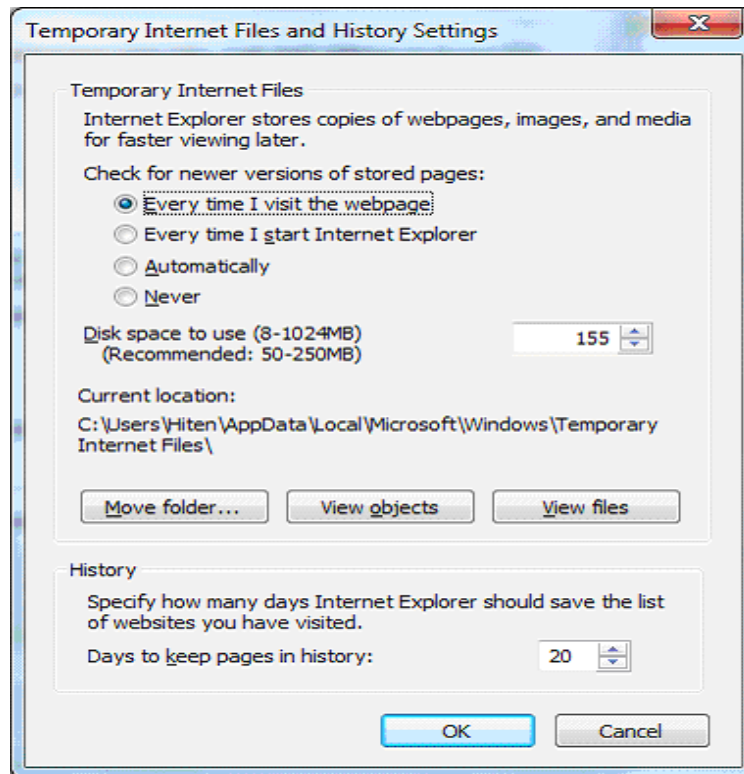 Temporary Internet Files and History Settings
Temporary Internet Files
Internet Explorer stores copies of webpages, images, and media
for faster viewing later.
Check for newer versions of stored pages:
Every time I visit the webpage
Every time I start Internet Explorer
Automatically
Never
Disk space to use (8-1024MB)
(Recommended: 50-250MB)
155
Current location:
C:\Users\Hiten\AppData\Local\Microsoft\Windows\Temporary
Internet Files\
Move folder... View objects View files
History
Specify how many days Internet Explorer should save the list
of websites you have visited.
Days to keep pages in history: 20
OK Cancel